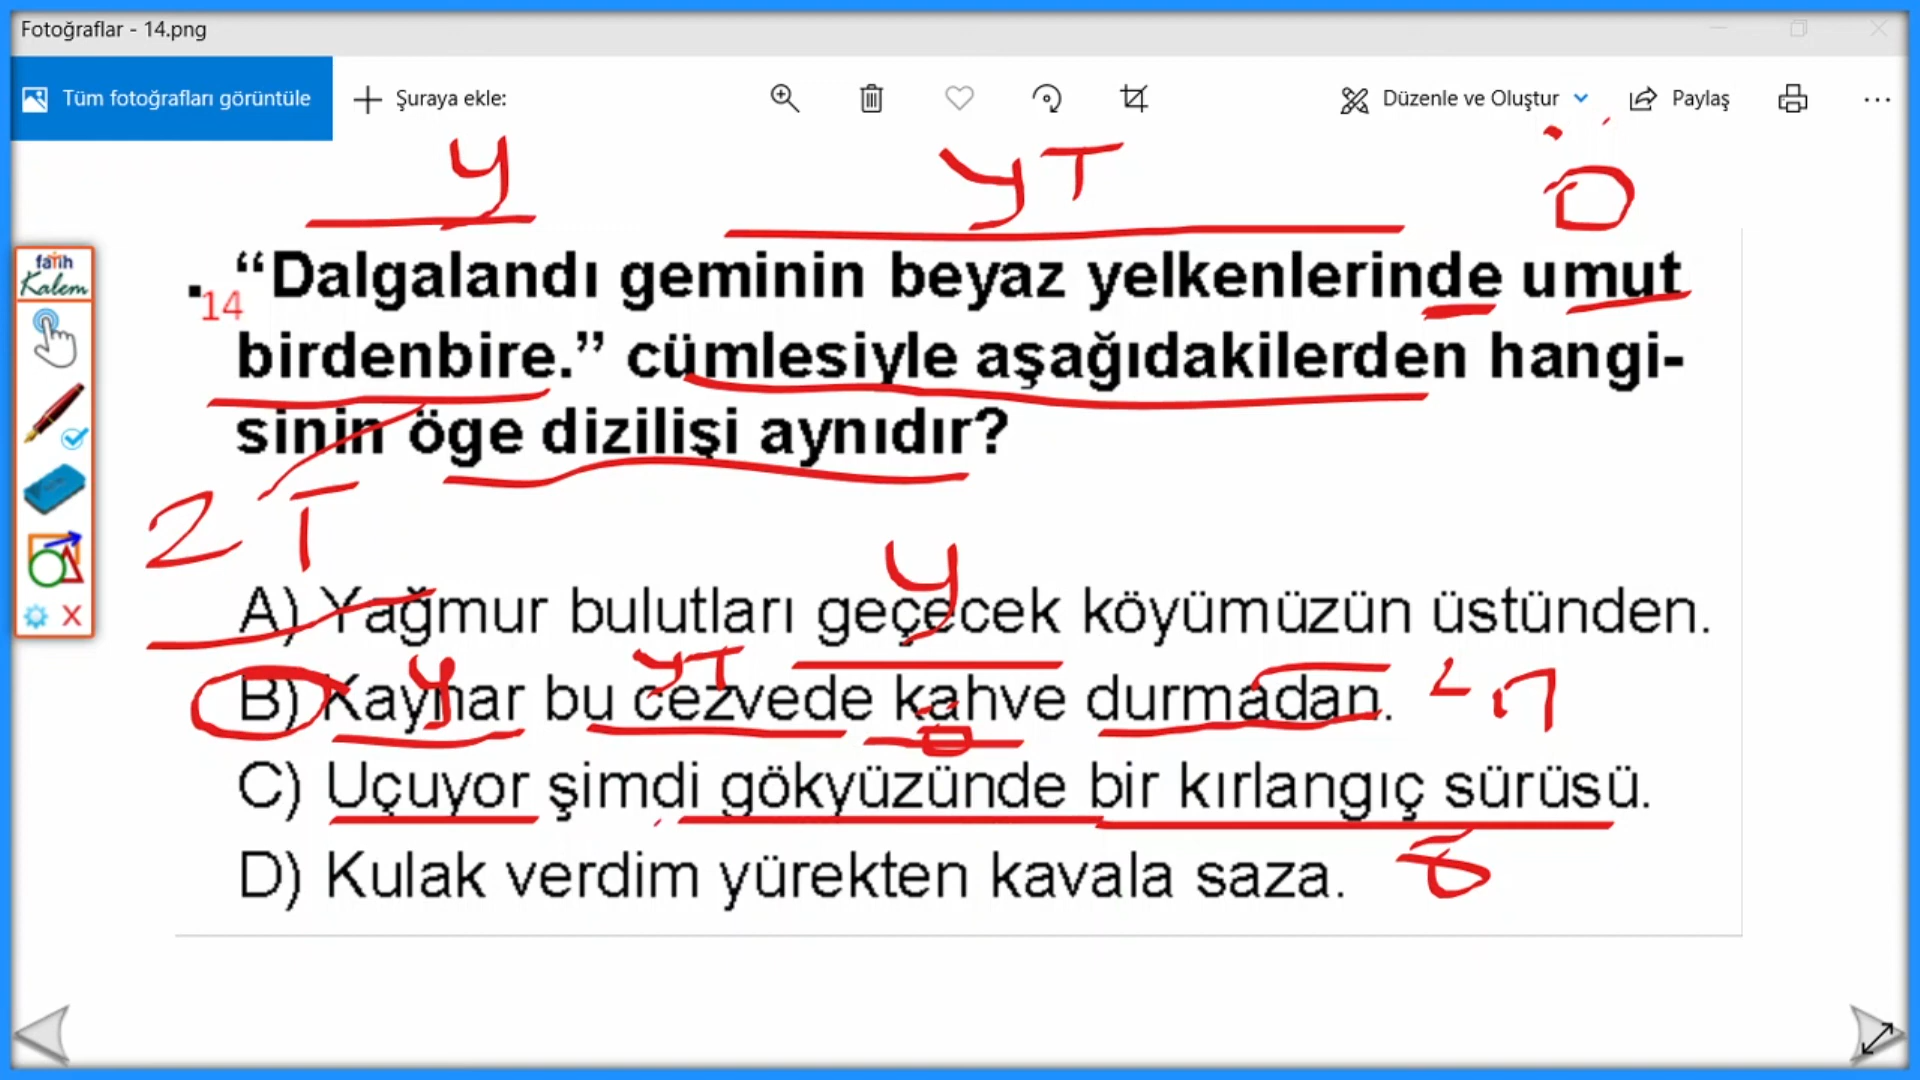 Fotoğraflar - 14.png
Tüm fotoğrafları görüntüle
Şuraya ekle:
Düzenle ve Oluştur
Paylaş
y
yT
Ö
fatih
Kalem
14
. “Dalgalandı geminin beyaz yelkenlerinde umut
birdenbire.” cümlesiyle aşağıdakilerden hangi-
sinin öge dizilişi aynıdır?
ZT
y
A) Yağmur bulutları geçecek köyümüzün üstünden.
y
yT
B) Kaynar bu cezvede kahve durmadan.
ö
C) Uçuyor şimdi gökyüzünde bir kırlangıç sürüsü.
D) Kulak verdim yürekten kavala saza.